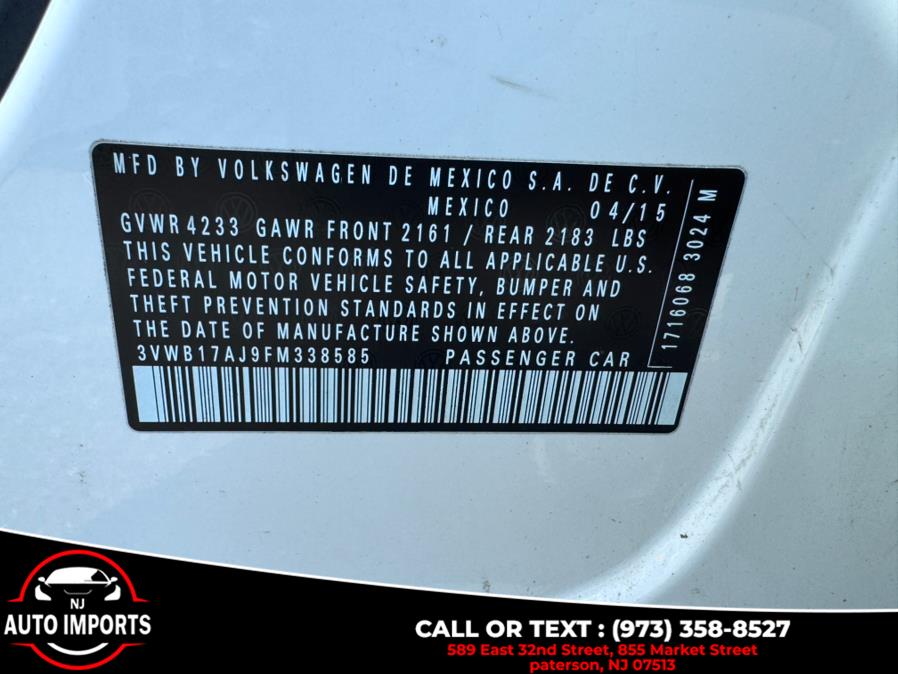 MFD BY VOLKSWAGEN DE MEXICO S.A. DE C.V.
MEXICO 04/15
GVWR 4233 GAWR FRONT 2161 / REAR 2183 LBS
THIS VEHICLE CONFORMS TO ALL APPLICABLE U.S.
FEDERAL MOTOR VEHICLE SAFETY, BUMPER AND
THEFT PREVENTION STANDARDS IN EFFECT ON
THE DATE OF MANUFACTURE SHOWN ABOVE.
3VWB17AJ9FM338585 PASSENGER CAR
1716068 3024 M
NJ
AUTO IMPORTS
CALL OR TEXT : (973) 358-8527
589 East 32nd Street, 855 Market Street
paterson, NJ 07513